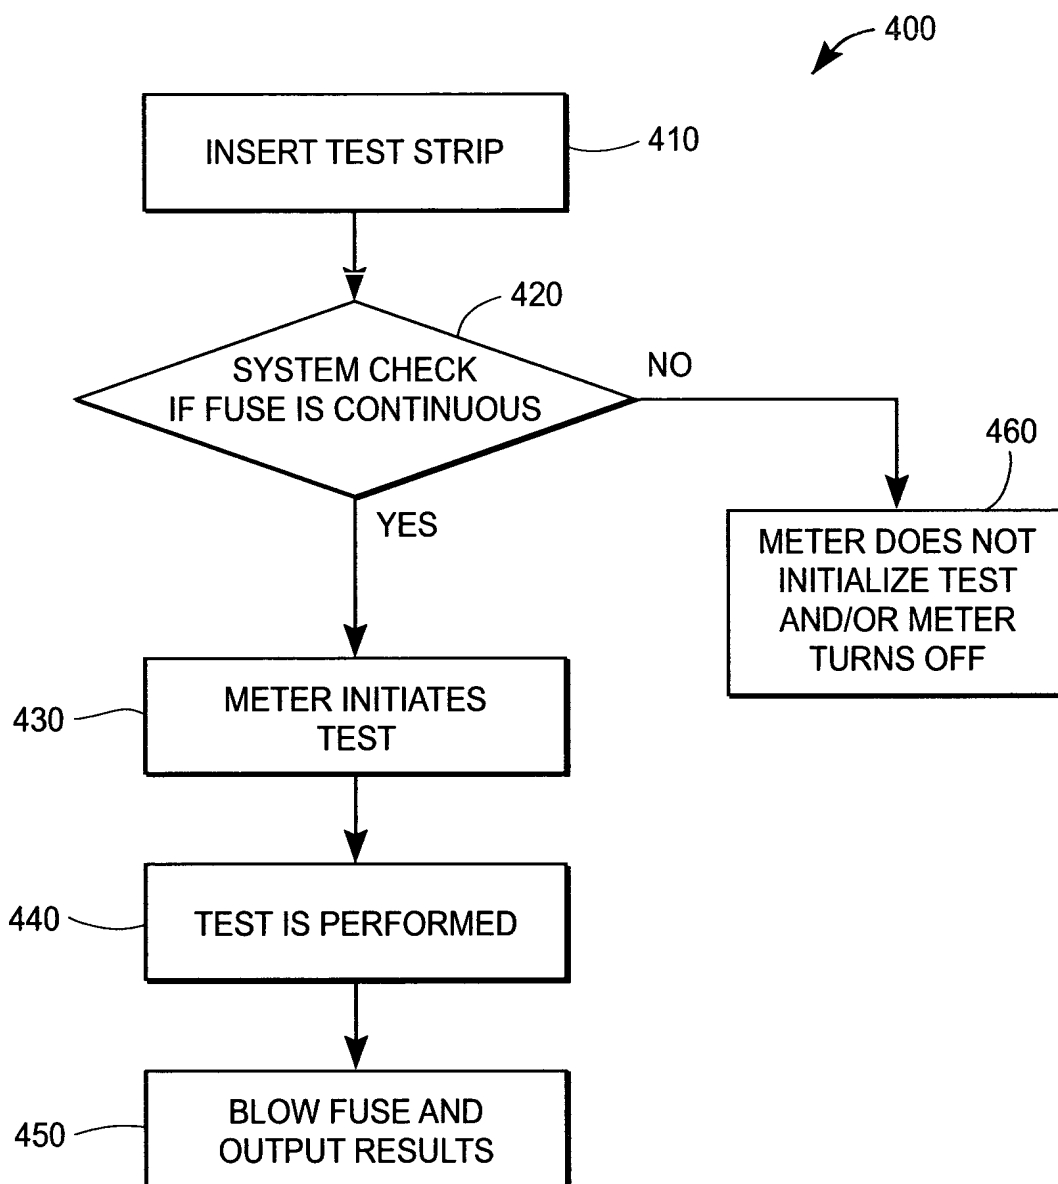 400
INSERT TEST STRIP
410
420
SYSTEM CHECK
IF FUSE IS CONTINUOUS
NO
YES
460
METER DOES NOT
INITIALIZE TEST
AND/OR METER
TURNS OFF
430
METER INITIATES
TEST
440
TEST IS PERFORMED
450
BLOW FUSE AND
OUTPUT RESULTS